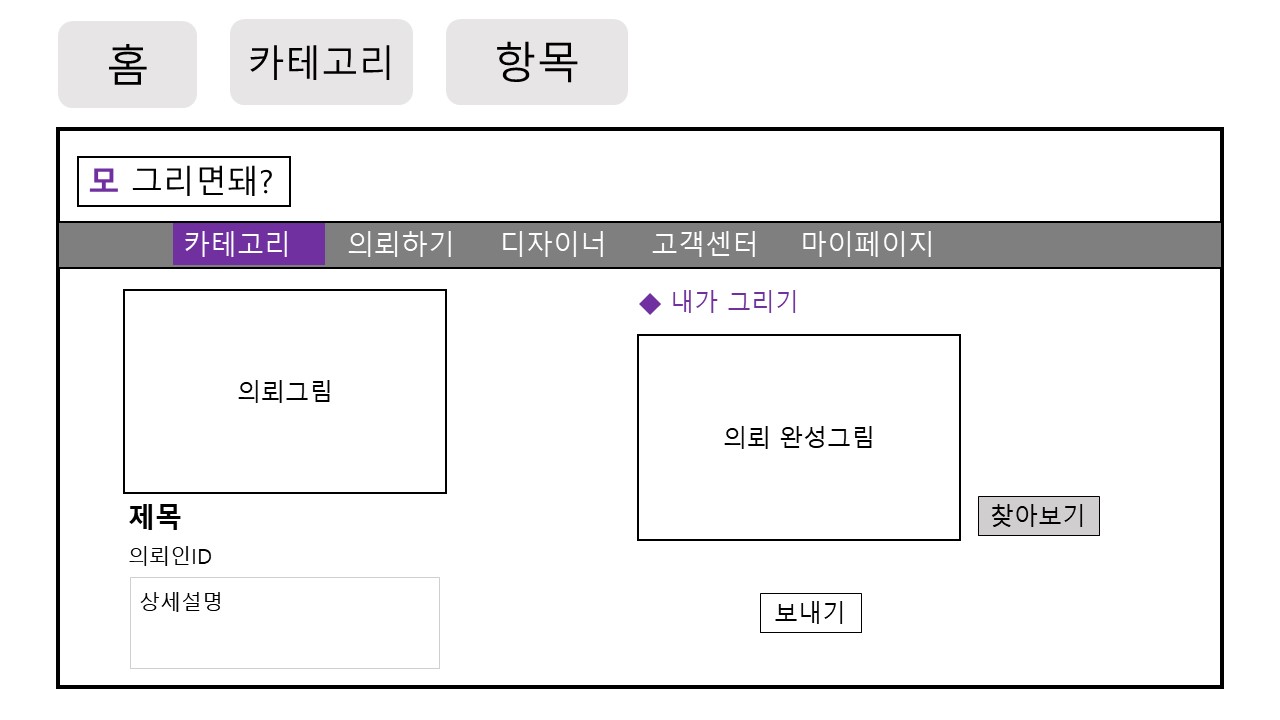 홈 카테고리 항목
모 그리면돼?
카테고리 의뢰하기 디자이너 고객센터 마이페이지
의뢰그림
제목
의뢰인ID
상세설명
◆ 내가 그리기
의뢰 완성그림
찾아보기
보내기